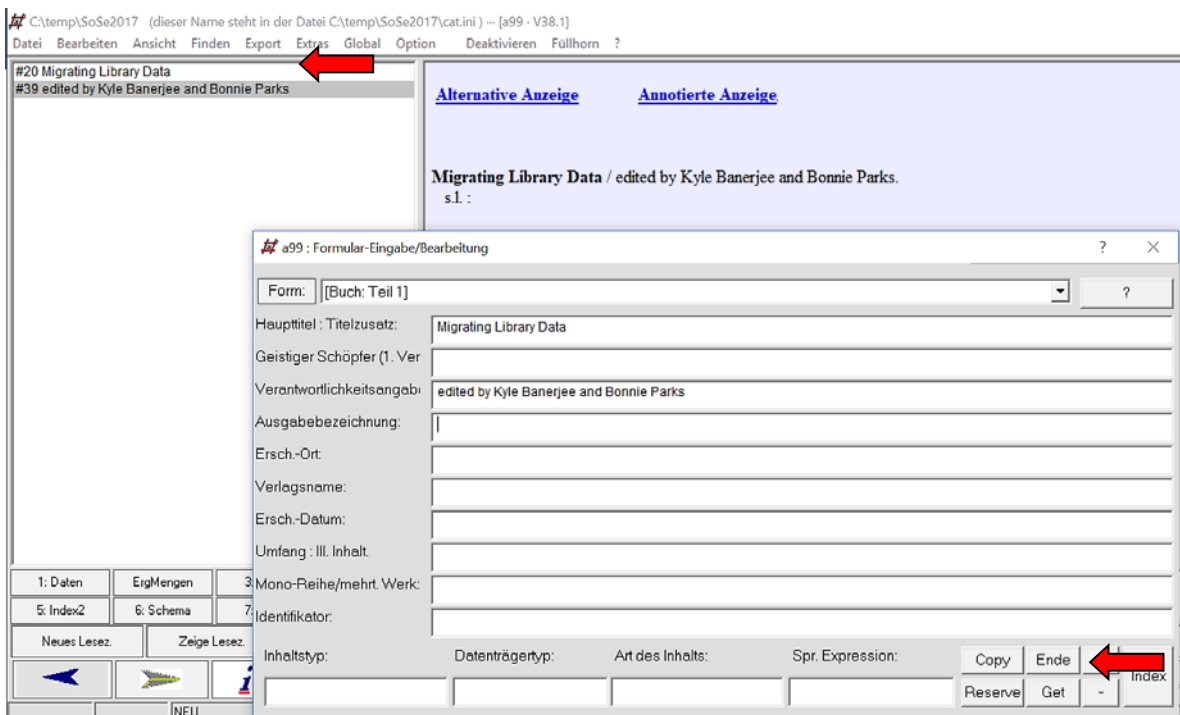 C:\temp\SoSe2017 (dieser Name steht in der Datei C:\temp\SoSe2017\cat.ini ) -- [a99 - V38.1]
Datei Bearbeiten Ansicht Finden Export Extras Global Option Deaktivieren Füllhorn ?
#20 Migrating Library Data
#39 edited by Kyle Banerjee and Bonnie Parks
Alternative Anzeige Annotierte Anzeige
Migrating Library Data / edited by Kyle Banerjee and Bonnie Parks.
s.l. :
a99 : Formular-Eingabe/Bearbeitung ?
Form: [Buch: Teil 1] ?
Haupttitel : Titelzusatz: Migrating Library Data
Geistiger Schöpfer (1. Ver
Verantwortlichkeitsangabe edited by Kyle Banerjee and Bonnie Parks
Ausgabebezeichnung:
Ersch.-Ort:
Verlagsname:
Ersch.-Datum:
Umfang : Ill. Inhalt.
Mono-Reihe/mehrt. Werk:
Identifikator:
Inhaltstyp: Datenträgertyp: Art des Inhalts: Spr. Expression:
Copy Ende Index
Reserve Get -
1: Daten ErgMengen 3
5: Index2 6: Schema 7
Neues Lesez. Zeige Lesez.
i
NEU